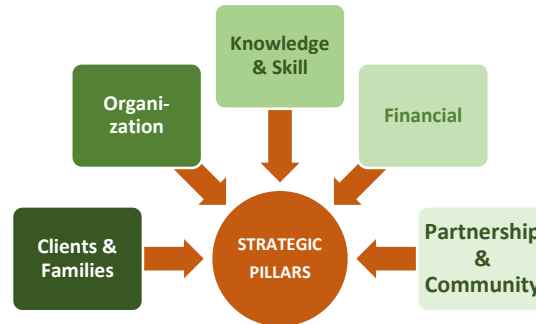 Knowledge
& Skill
Organi-
zation
Financial
Clients &
Families
STRATEGIC
PILLARS
Partnership
&
Community